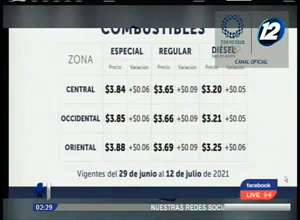 COMBUSTIBLES
TOKYO 2020
12
CANAL OFICIAL
ZONA ESPECIAL REGULAR DIÉSEL
Precio Variación Precio Variación Precio Variación
CENTRAL $3.84 +$0.06 $3.65 +$0.09 $3.20 +$0.05
OCCIDENTAL $3.85 +$0.06 $3.66 +$0.09 $3.21 +$0.05
ORIENTAL $3.88 +$0.06 $3.69 +$0.09 $3.25 +$0.05
Vigentes del 29 de junio al 12 de julio de 2021
facebook
LIVE
02:29 NUESTRAS REDES SOCI